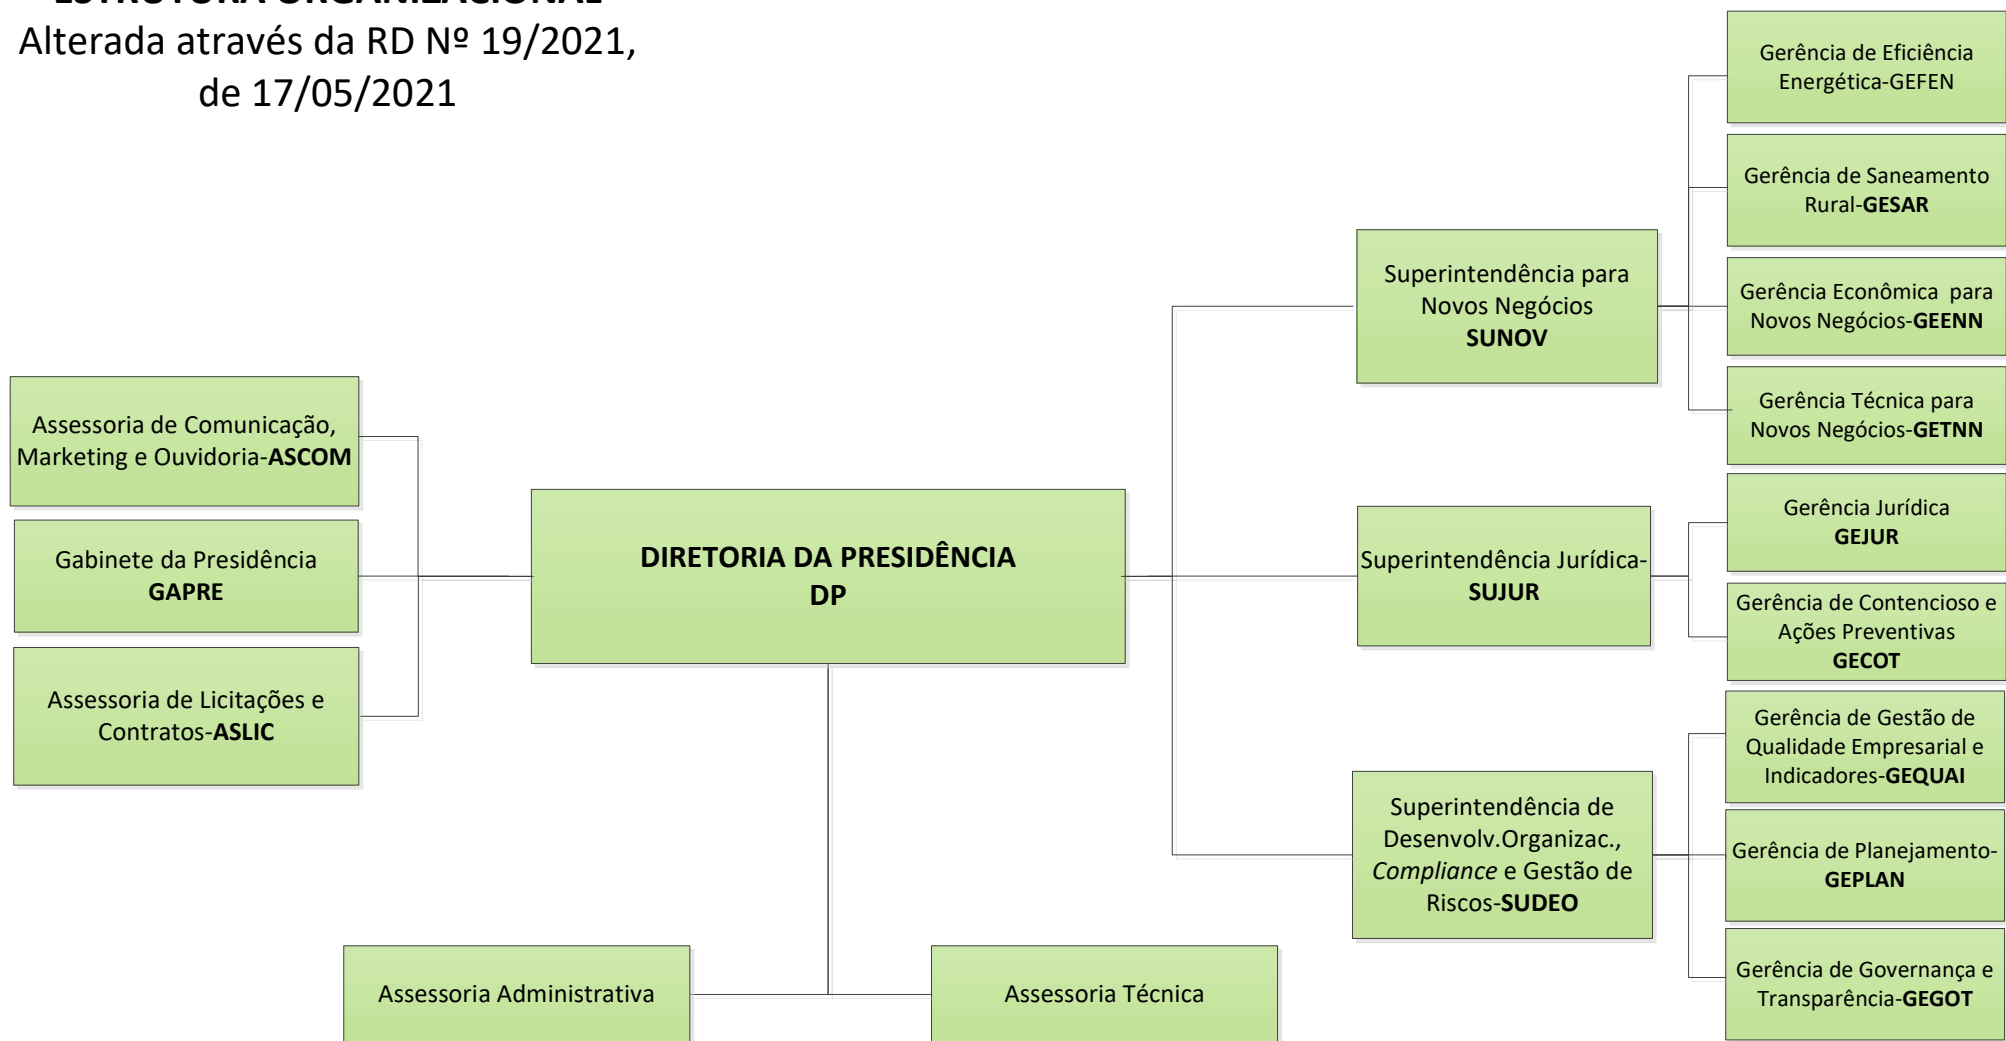 ESTRUTURA ORGANIZACIONAL
Alterada através da RD Nº 19/2021,
de 17/05/2021
Assessoria de Comunicação,
Marketing e Ouvidoria-ASCOM
Gabinete da Presidência
GAPRE
Assessoria de Licitações e
Contratos-ASLIC
DIRETORIA DA PRESIDÊNCIA
DP
Assessoria Administrativa
Assessoria Técnica
Superintendência para
Novos Negócios
SUNOV
Superintendência Jurídica-
SUJUR
Superintendência de
Desenvolv.Organizac.,
Compliance e Gestão de
Riscos-SUDEO
Gerência de Eficiência
Energética-GEFEN
Gerência de Saneamento
Rural-GESAR
Gerência Econômica  para
Novos Negócios-GEENN
Gerência Técnica para
Novos Negócios-GETNN
Gerência Jurídica
GEJUR
Gerência de Contencioso e
Ações Preventivas
GECOT
Gerência de Gestão de
Qualidade Empresarial e
Indicadores-GEQUAI
Gerência de Planejamento-
GEPLAN
Gerência de Governança e
Transparência-GEGOT